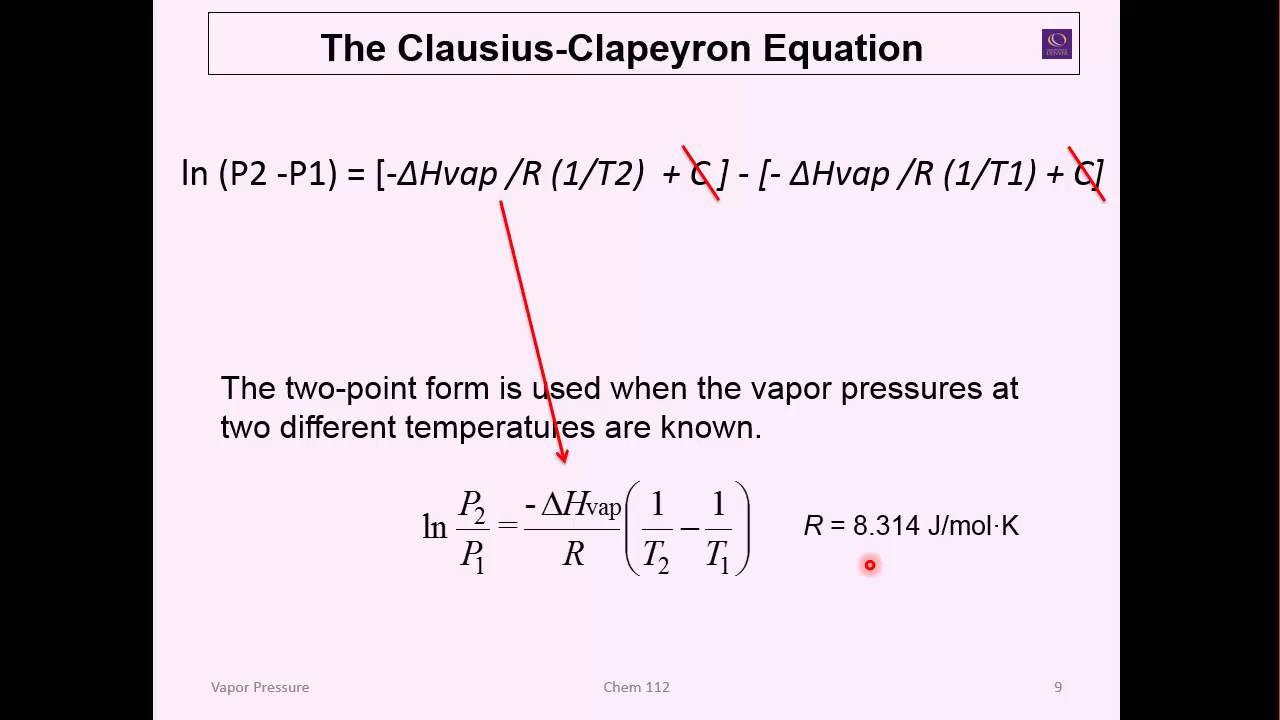 The Clausius-Clapeyron Equation
ln (P2 -P1) = [-ΔHvap /R (1/T2) + C ] - [- ΔHvap /R (1/T1) + C]
The two-point form is used when the vapor pressures at
two different temperatures are known.
ln P₂/P₁ = - ΔHvap/R (1/T₂ − 1/T₁)
R = 8.314 J/mol·K
Vapor Pressure
Chem 112
9